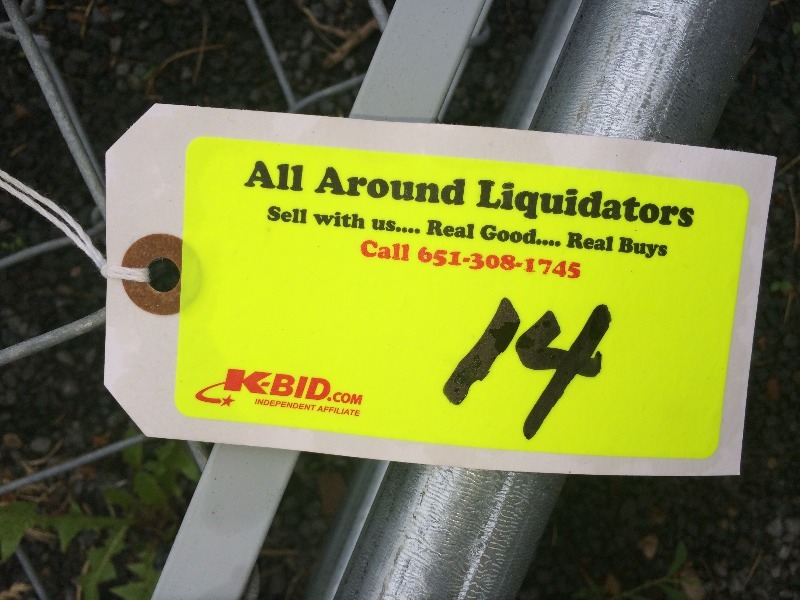 All Around Liquidators
Sell with us.... Real Good.... Real Buys
Call 651-308-1745
14
K-BID.COM
INDEPENDENT AFFILIATE